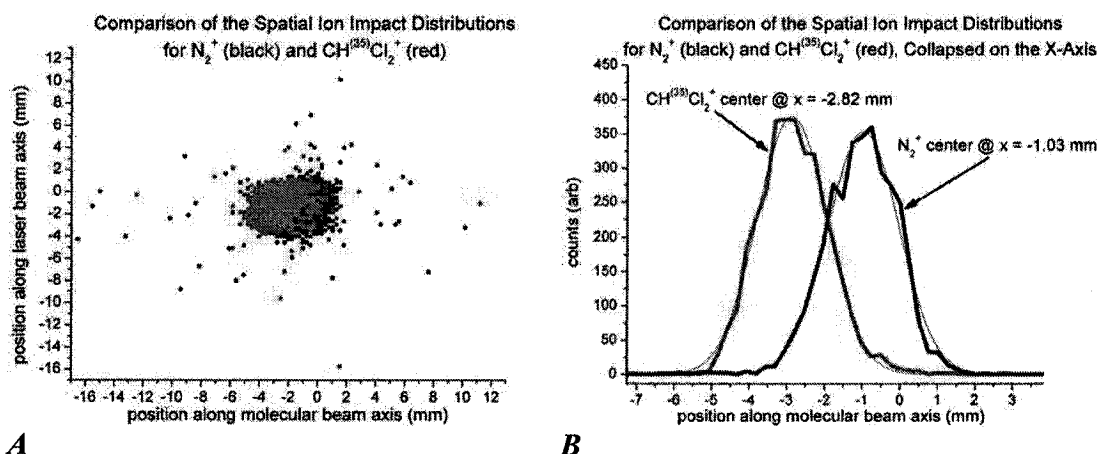 Comparison of the Spatial Ion Impact Distributions
for N₂⁺ (black) and CH⁽³⁵⁾Cl₂⁺ (red)
12
10
8
6
4
2
0
-2
-4
-6
-8
-10
-12
-14
-16
position along laser beam axis (mm)
-16 -14 -12 -10 -8 -6 -4 -2 0 2 4 6 8 10 12
position along molecular beam axis (mm)
A
Comparison of the Spatial Ion Impact Distributions
for N₂⁺ (black) and CH⁽³⁵⁾Cl₂⁺ (red), Collapsed on the X-Axis
450
400
350
300
250
200
150
100
50
0
counts (arb)
CH⁽³⁵⁾Cl₂⁺ center @ x = -2.82 mm
N₂⁺ center @ x = -1.03 mm
-7 -6 -5 -4 -3 -2 -1 0 1 2 3
position along molecular beam axis (mm)
B